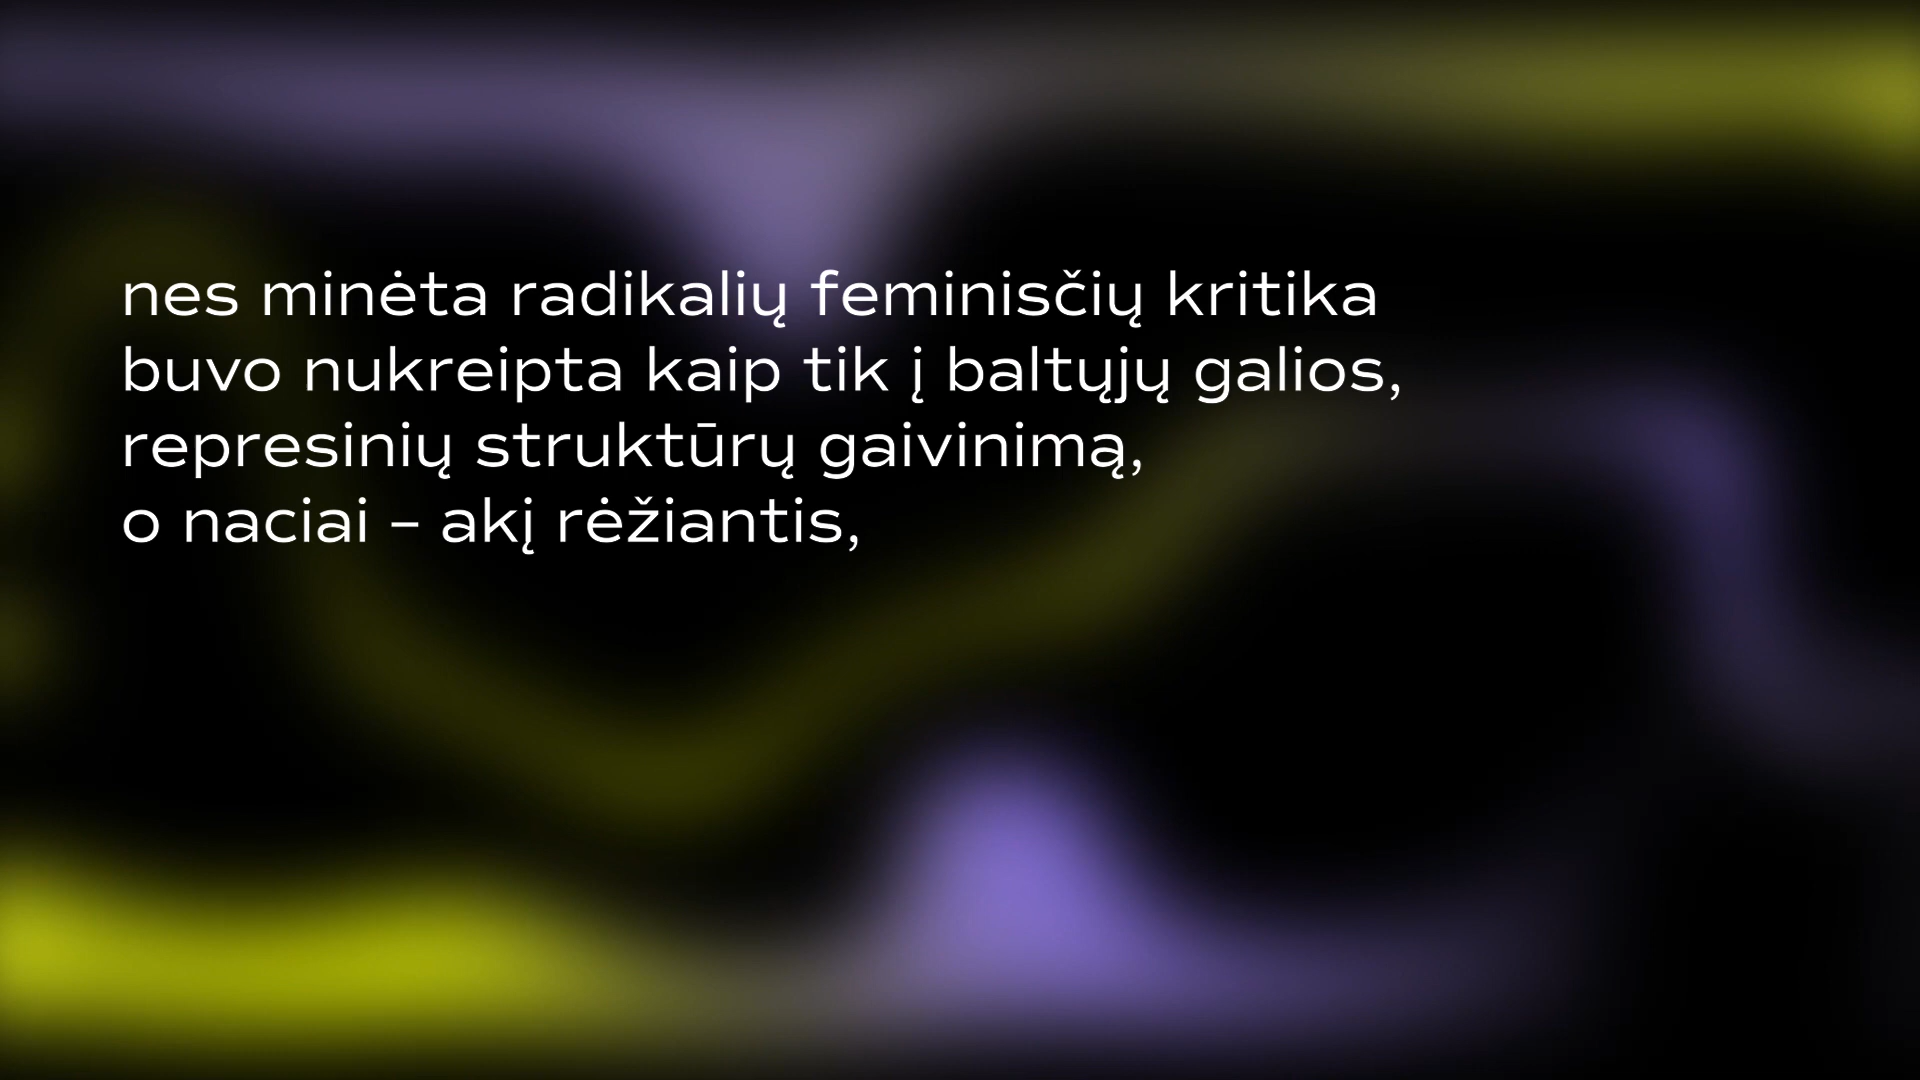 nes minėta radikalių feminisčių kritika
buvo nukreipta kaip tik į baltųjų galios,
represinių struktūrų gaivinimą,
o naciai – akį rėžiantis,